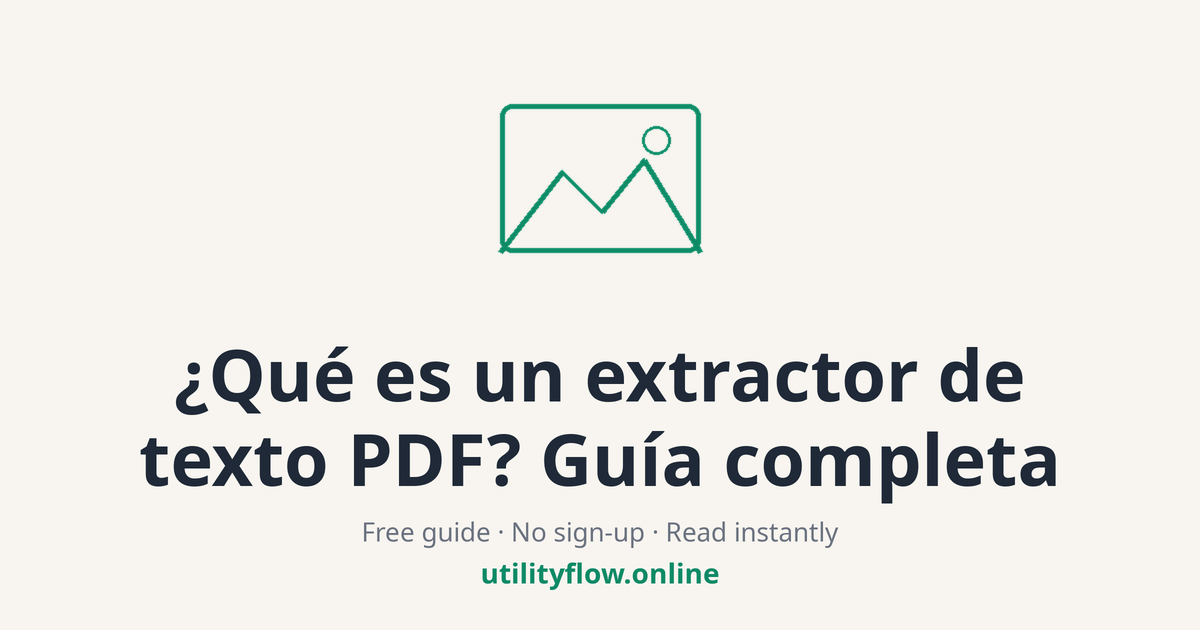 ¿Qué es un extractor de
texto PDF? Guía completa
Free guide · No sign-up · Read instantly
utilityflow.online